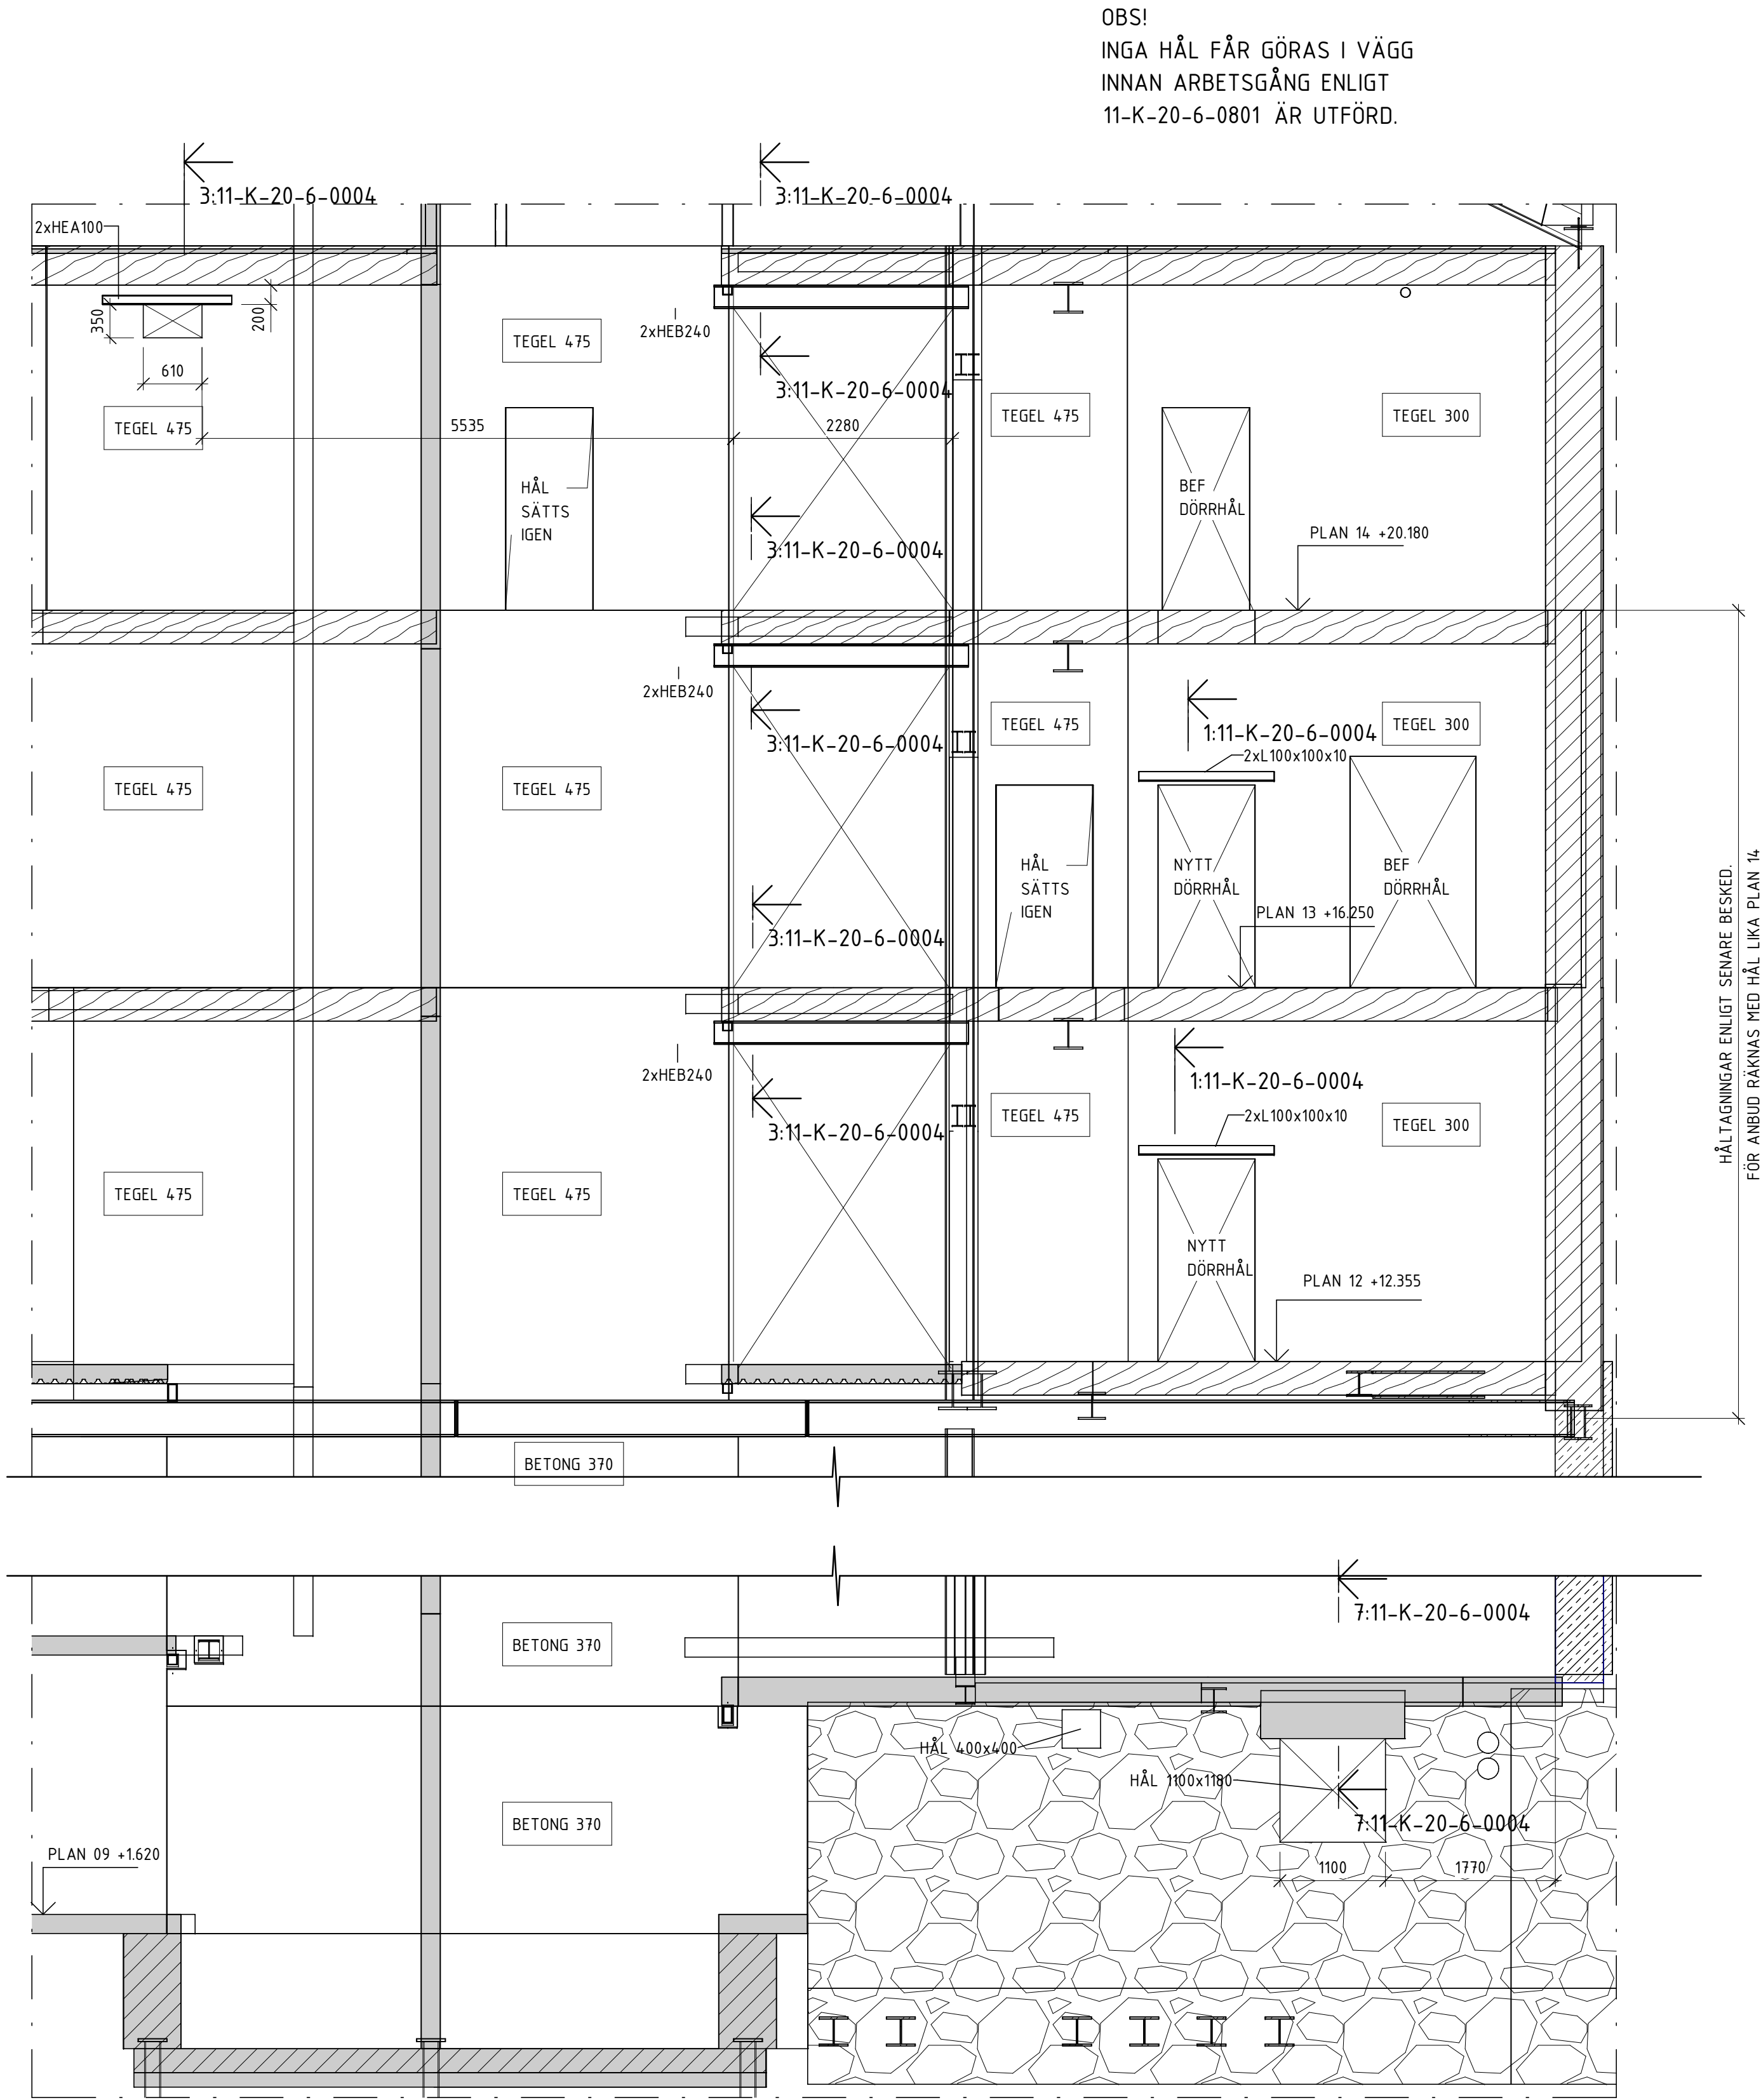 OBS!
INGA HÅL FÅR GÖRAS I VÄGG
INNAN ARBETSGÅNG ENLIGT
11-K-20-6-0801 ÄR UTFÖRD.
3:11-K-20-6-0004
3:11-K-20-6-0004
2xHEA100
350
200
610
TEGEL 475
2xHEB240
3:11-K-20-6-0004
TEGEL 475
5535
2280
TEGEL 475
TEGEL 300
HÅL
SÄTTS
IGEN
BEF
DÖRRHÅL
3:11-K-20-6-0004
PLAN 14 +20.180
2xHEB240
3:11-K-20-6-0004
TEGEL 475
1:11-K-20-6-0004
TEGEL 300
2xL100x100x10
TEGEL 475
TEGEL 475
HÅL
SÄTTS
IGEN
NYTT
DÖRRHÅL
BEF
DÖRRHÅL
PLAN 13 +16.250
3:11-K-20-6-0004
HÅLTAGNINGAR ENLIGT SENARE BESKED.
FÖR ANBUD RÄKNAS MED HÅL LIKA PLAN 14
2xHEB240
1:11-K-20-6-0004
3:11-K-20-6-0004
TEGEL 475
2xL100x100x10
TEGEL 300
TEGEL 475
TEGEL 475
NYTT
DÖRRHÅL
PLAN 12 +12.355
BETONG 370
7:11-K-20-6-0004
BETONG 370
HÅL 400x400
HÅL 1100x1180
BETONG 370
7:11-K-20-6-0004
PLAN 09 +1.620
1100
1770